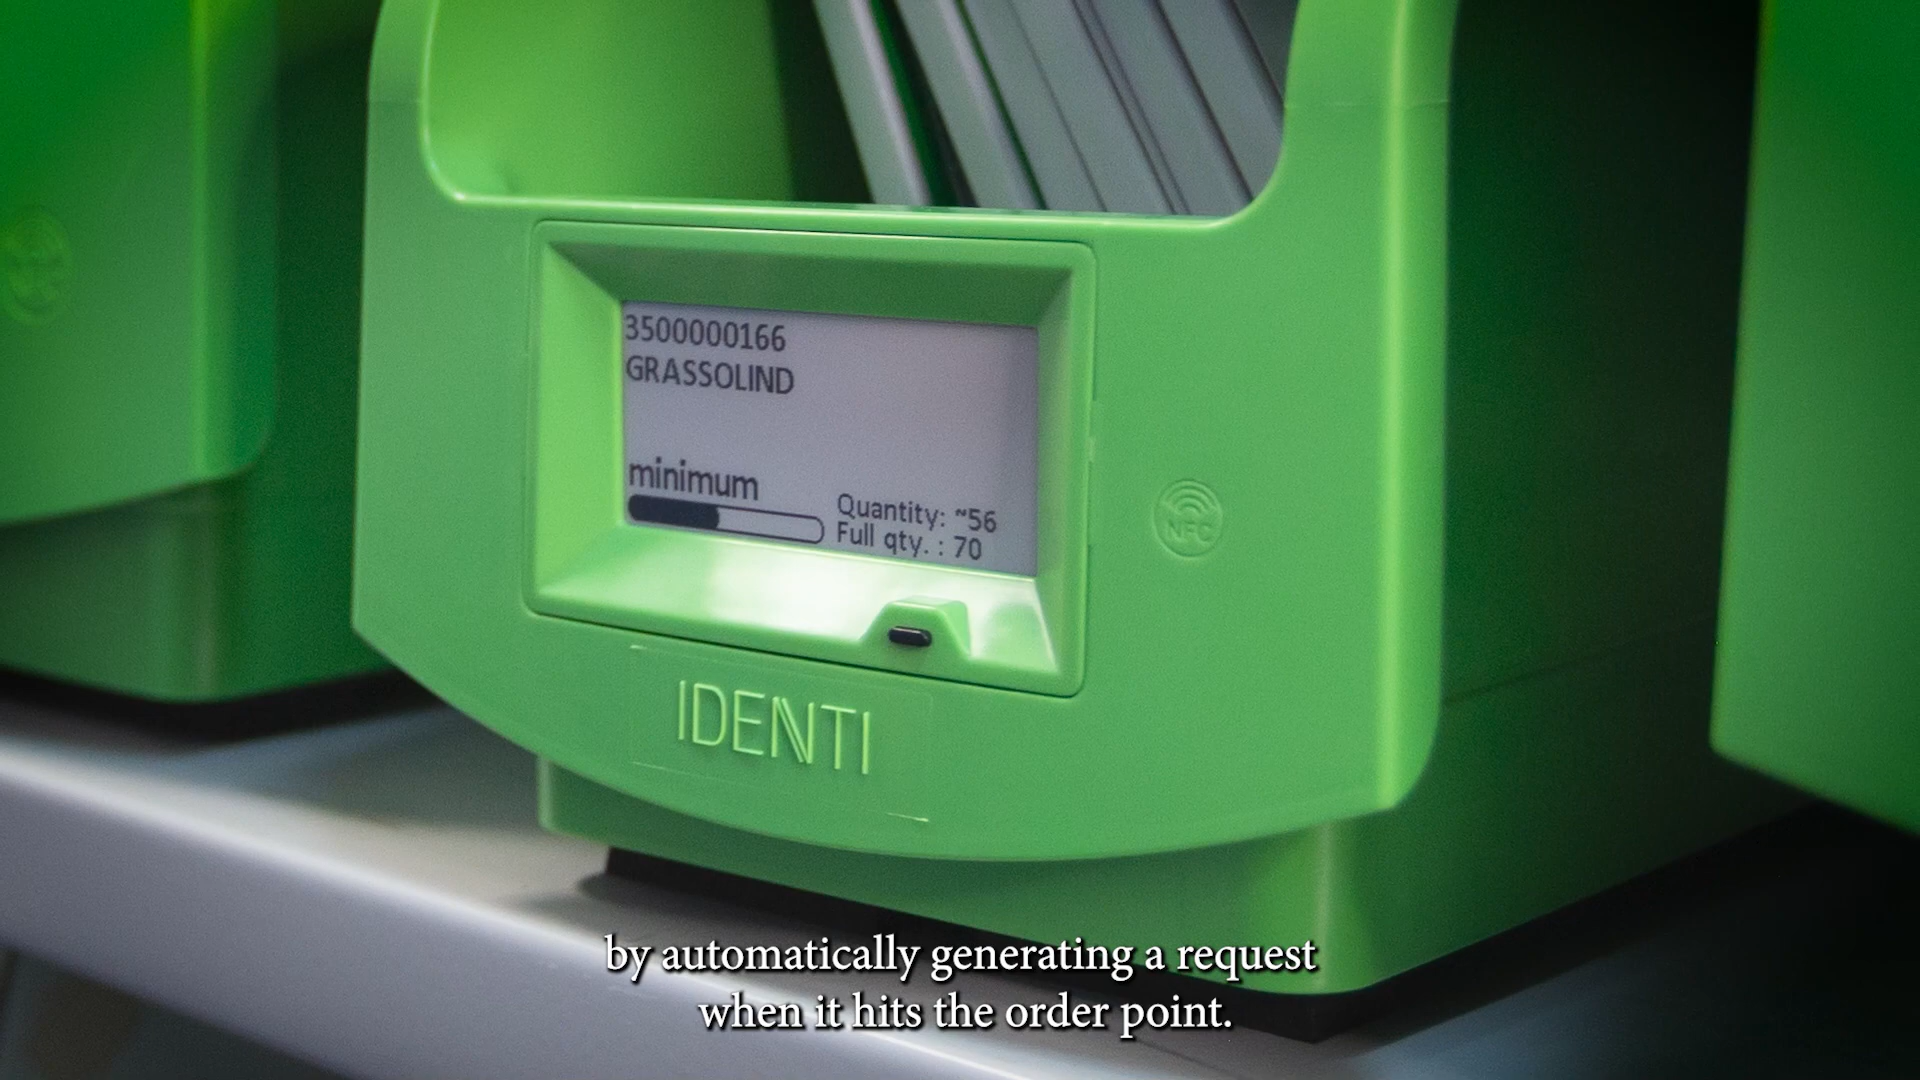 3500000166
GRASSOLIND
minimum
Quantity: ~56
Full qty. : 70
NFC
IDENTI
by automatically generating a request
when it hits the order point.